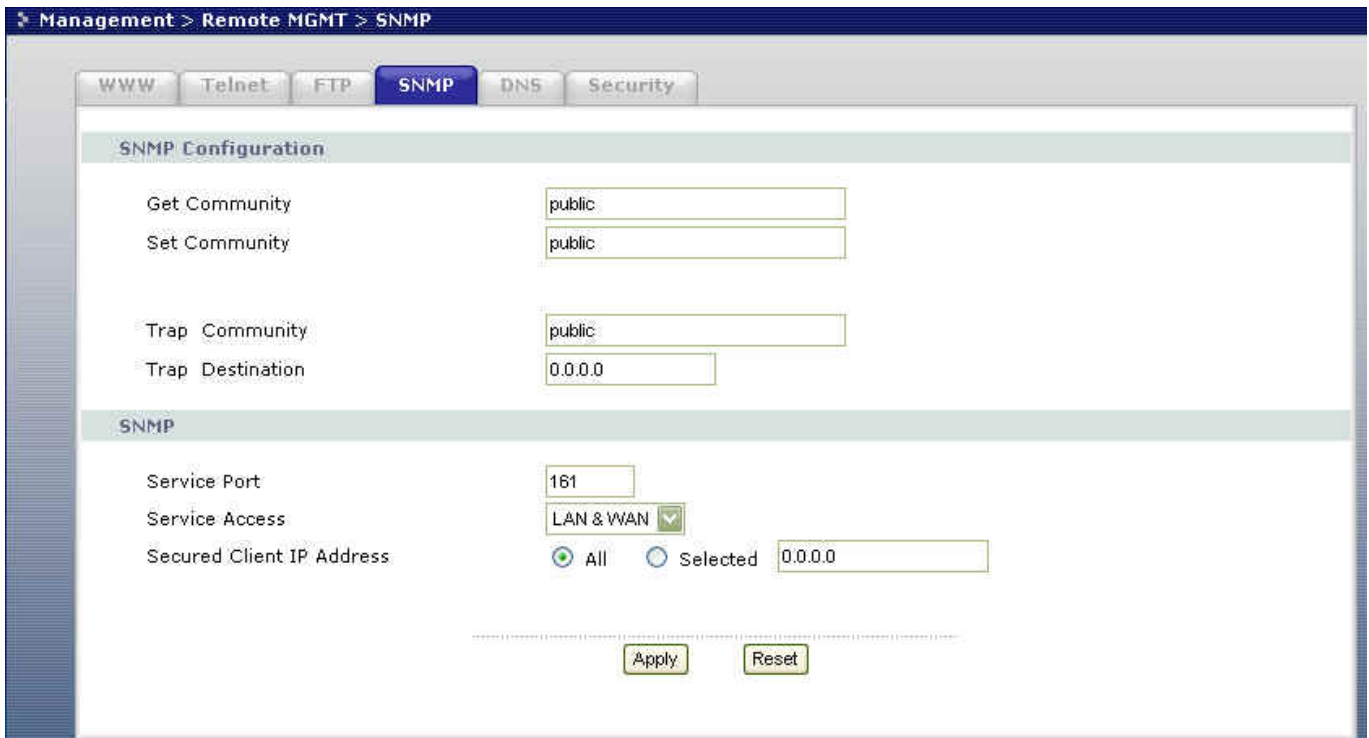 Management > Remote MGMT > SNMP
WWW Telnet FTP SNMP DNS Security
SNMP Configuration
Get Community public
Set Community public
Trap Community public
Trap Destination 0.0.0.0
SNMP
Service Port 161
Service Access LAN & WAN
Secured Client IP Address All Selected 0.0.0.0
Apply Reset